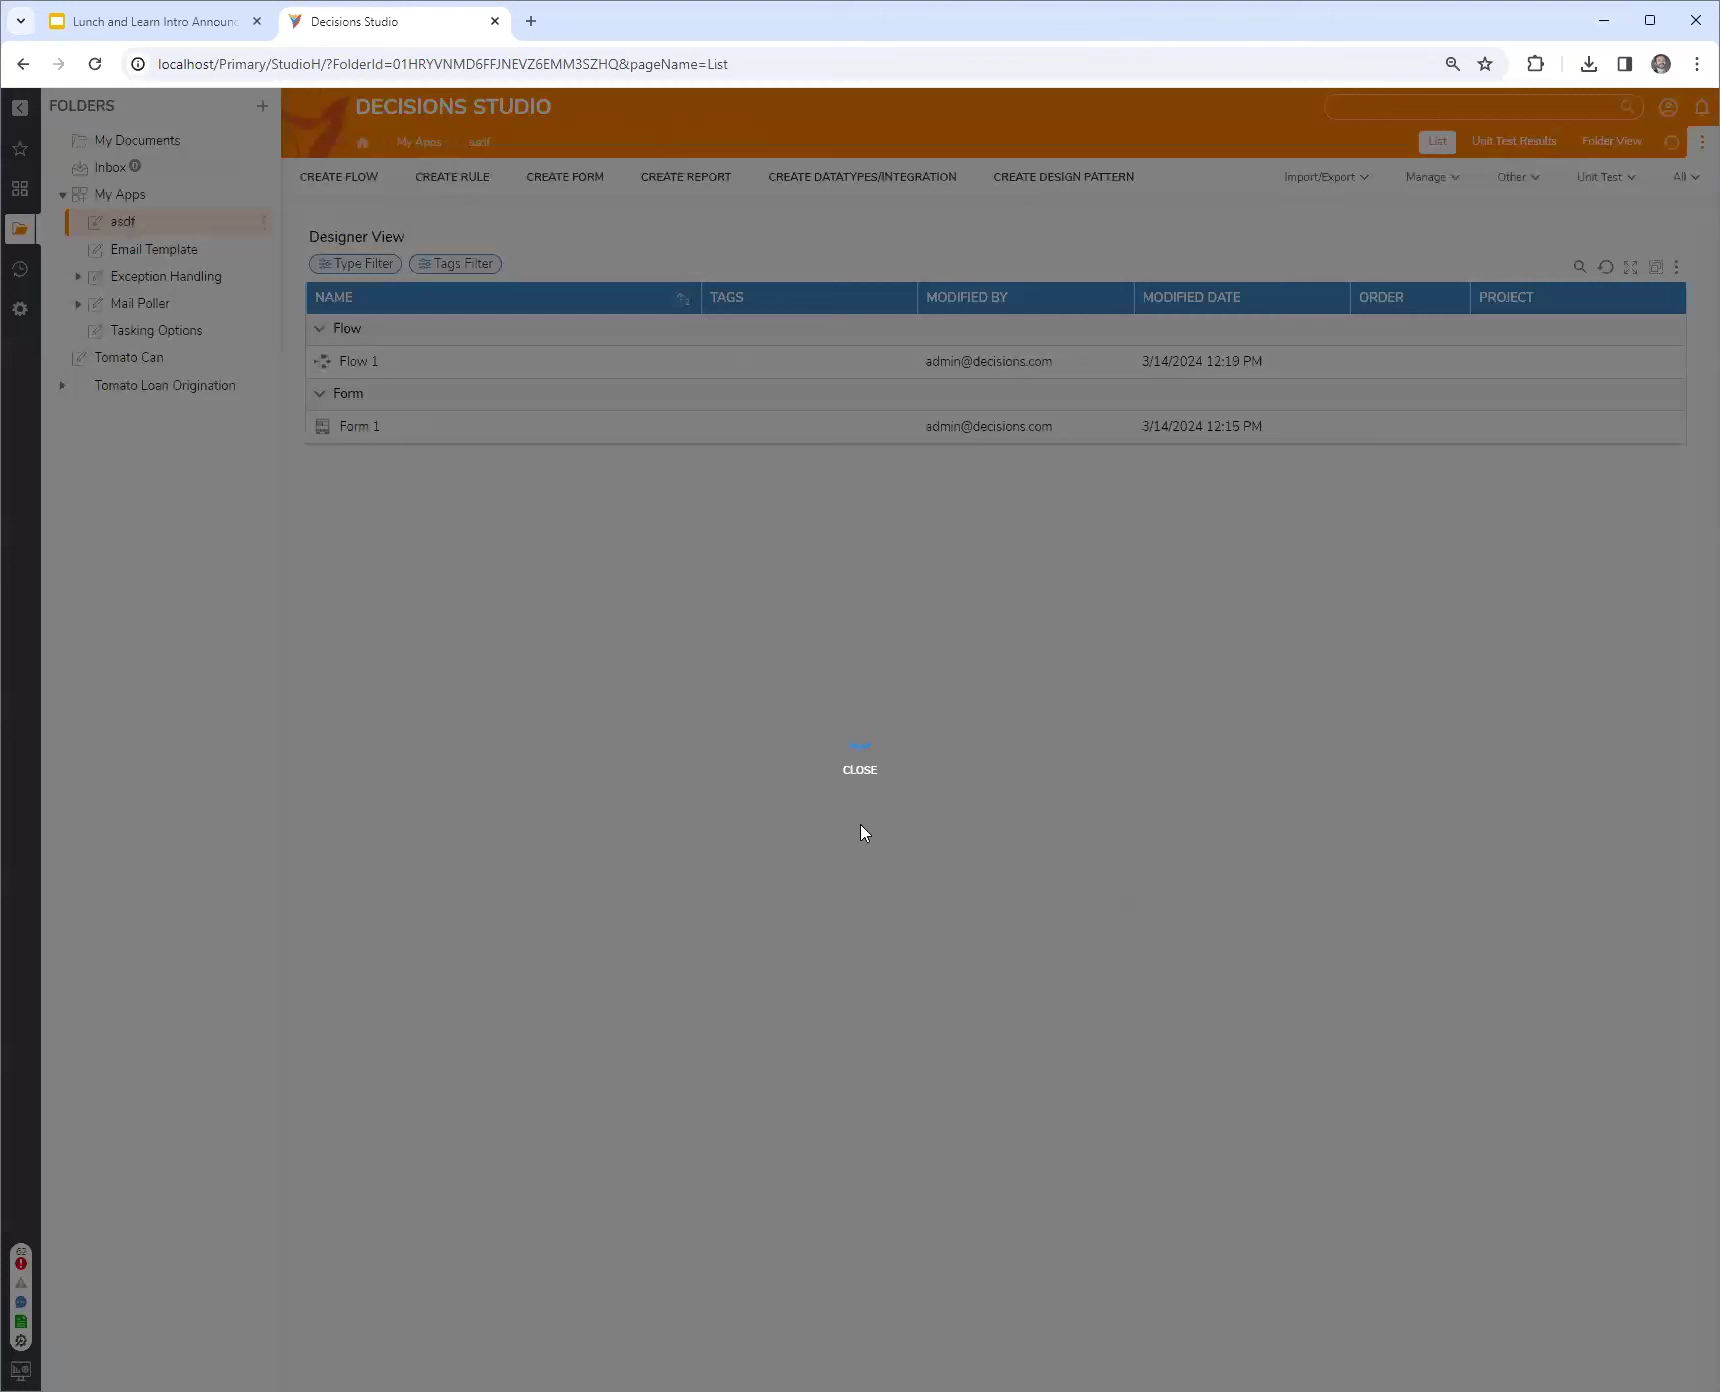 Lunch and Learn Intro Announc
Decisions Studio
localhost/Primary/StudioH/?FolderId=01HRYVNMD6FFJNEVZ6EMM3SZHQ&pageName=List
FOLDERS
DECISIONS STUDIO
My Apps
asdf
List
Unit Test Results
Folder View
My Documents
Inbox 0
My Apps
asdf
Email Template
Exception Handling
Mail Poller
Tasking Options
Tomato Can
Tomato Loan Origination
CREATE FLOW
CREATE RULE
CREATE FORM
CREATE REPORT
CREATE DATATYPES/INTEGRATION
CREATE DESIGN PATTERN
Import/Export
Manage
Other
Unit Test
All
Designer View
Type Filter
Tags Filter
NAME TAGS MODIFIED BY MODIFIED DATE ORDER PROJECT
Flow
Flow 1 admin@decisions.com 3/14/2024 12:19 PM
Form
Form 1 admin@decisions.com 3/14/2024 12:15 PM
CLOSE
62